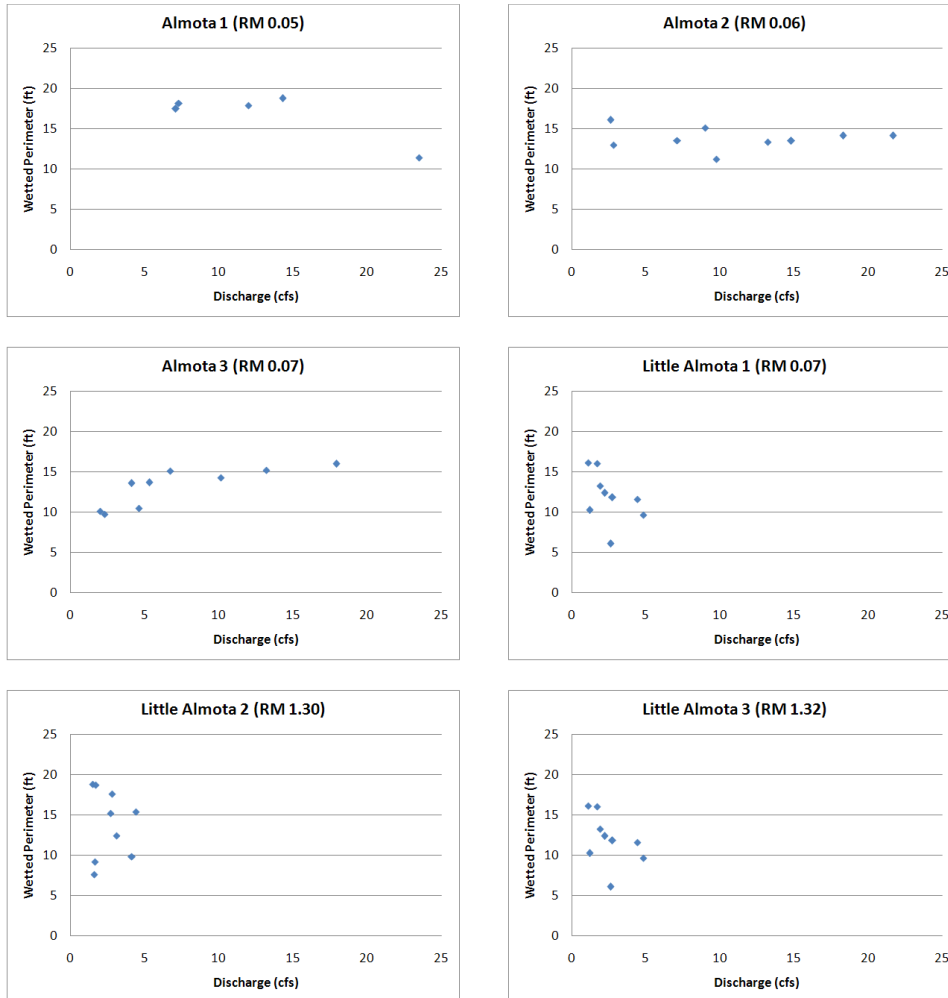 Almota 1 (RM 0.05)
Wetted Perimeter (ft)
25
20
15
10
5
0
0 5 10 15 20 25
Discharge (cfs)
Almota 2 (RM 0.06)
Wetted Perimeter (ft)
25
20
15
10
5
0
0 5 10 15 20 25
Discharge (cfs)
Almota 3 (RM 0.07)
Wetted Perimeter (ft)
25
20
15
10
5
0
0 5 10 15 20 25
Discharge (cfs)
Little Almota 1 (RM 0.07)
Wetted Perimeter (ft)
25
20
15
10
5
0
0 5 10 15 20 25
Discharge (cfs)
Little Almota 2 (RM 1.30)
Wetted Perimeter (ft)
25
20
15
10
5
0
0 5 10 15 20 25
Discharge (cfs)
Little Almota 3 (RM 1.32)
Wetted Perimeter (ft)
25
20
15
10
5
0
0 5 10 15 20 25
Discharge (cfs)